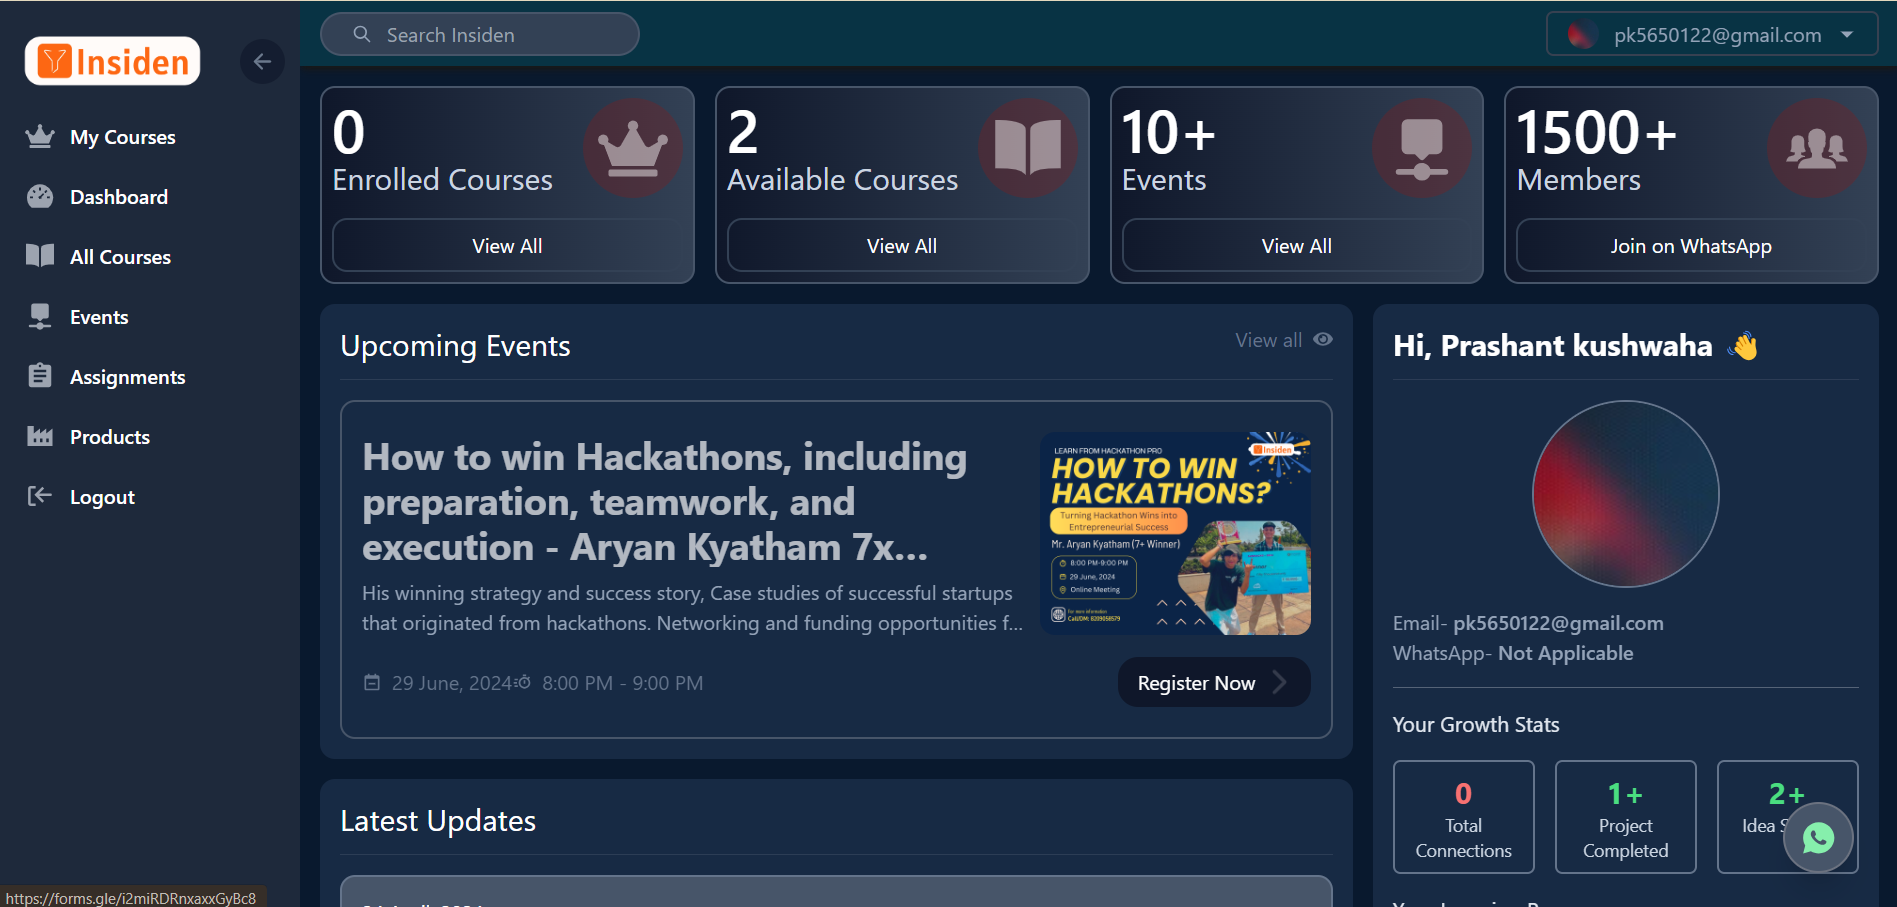 Insiden
My Courses
Dashboard
All Courses
Events
Assignments
Products
Logout
Search Insiden
pk5650122@gmail.com
0
Enrolled Courses
View All
2
Available Courses
View All
10+
Events
View All
1500+
Members
Join on WhatsApp
Upcoming Events
View all
How to win Hackathons, including
preparation, teamwork, and
execution - Aryan Kyatham 7x...
His winning strategy and success story, Case studies of successful startups
that originated from hackathons. Networking and funding opportunities f...
29 June, 2024
8:00 PM - 9:00 PM
Insiden
LEARN FROM HACKATHON PRO
HOW TO WIN
HACKATHONS?
Turning Hackathon Wins into
Entrepreneurial Success
Mr. Aryan Kyatham (7+ Winner)
8:00 PM-9:00 PM
29 June, 2024
Online Meeting
for more information
Call/DM: 8209058579
Register Now
Latest Updates
Hi, Prashant kushwaha 👋
Email- pk5650122@gmail.com
WhatsApp- Not Applicable
Your Growth Stats
0
Total
Connections
1+
Project
Completed
2+
Idea
https://forms.gle/i2miRDRnxaxxGyBc8